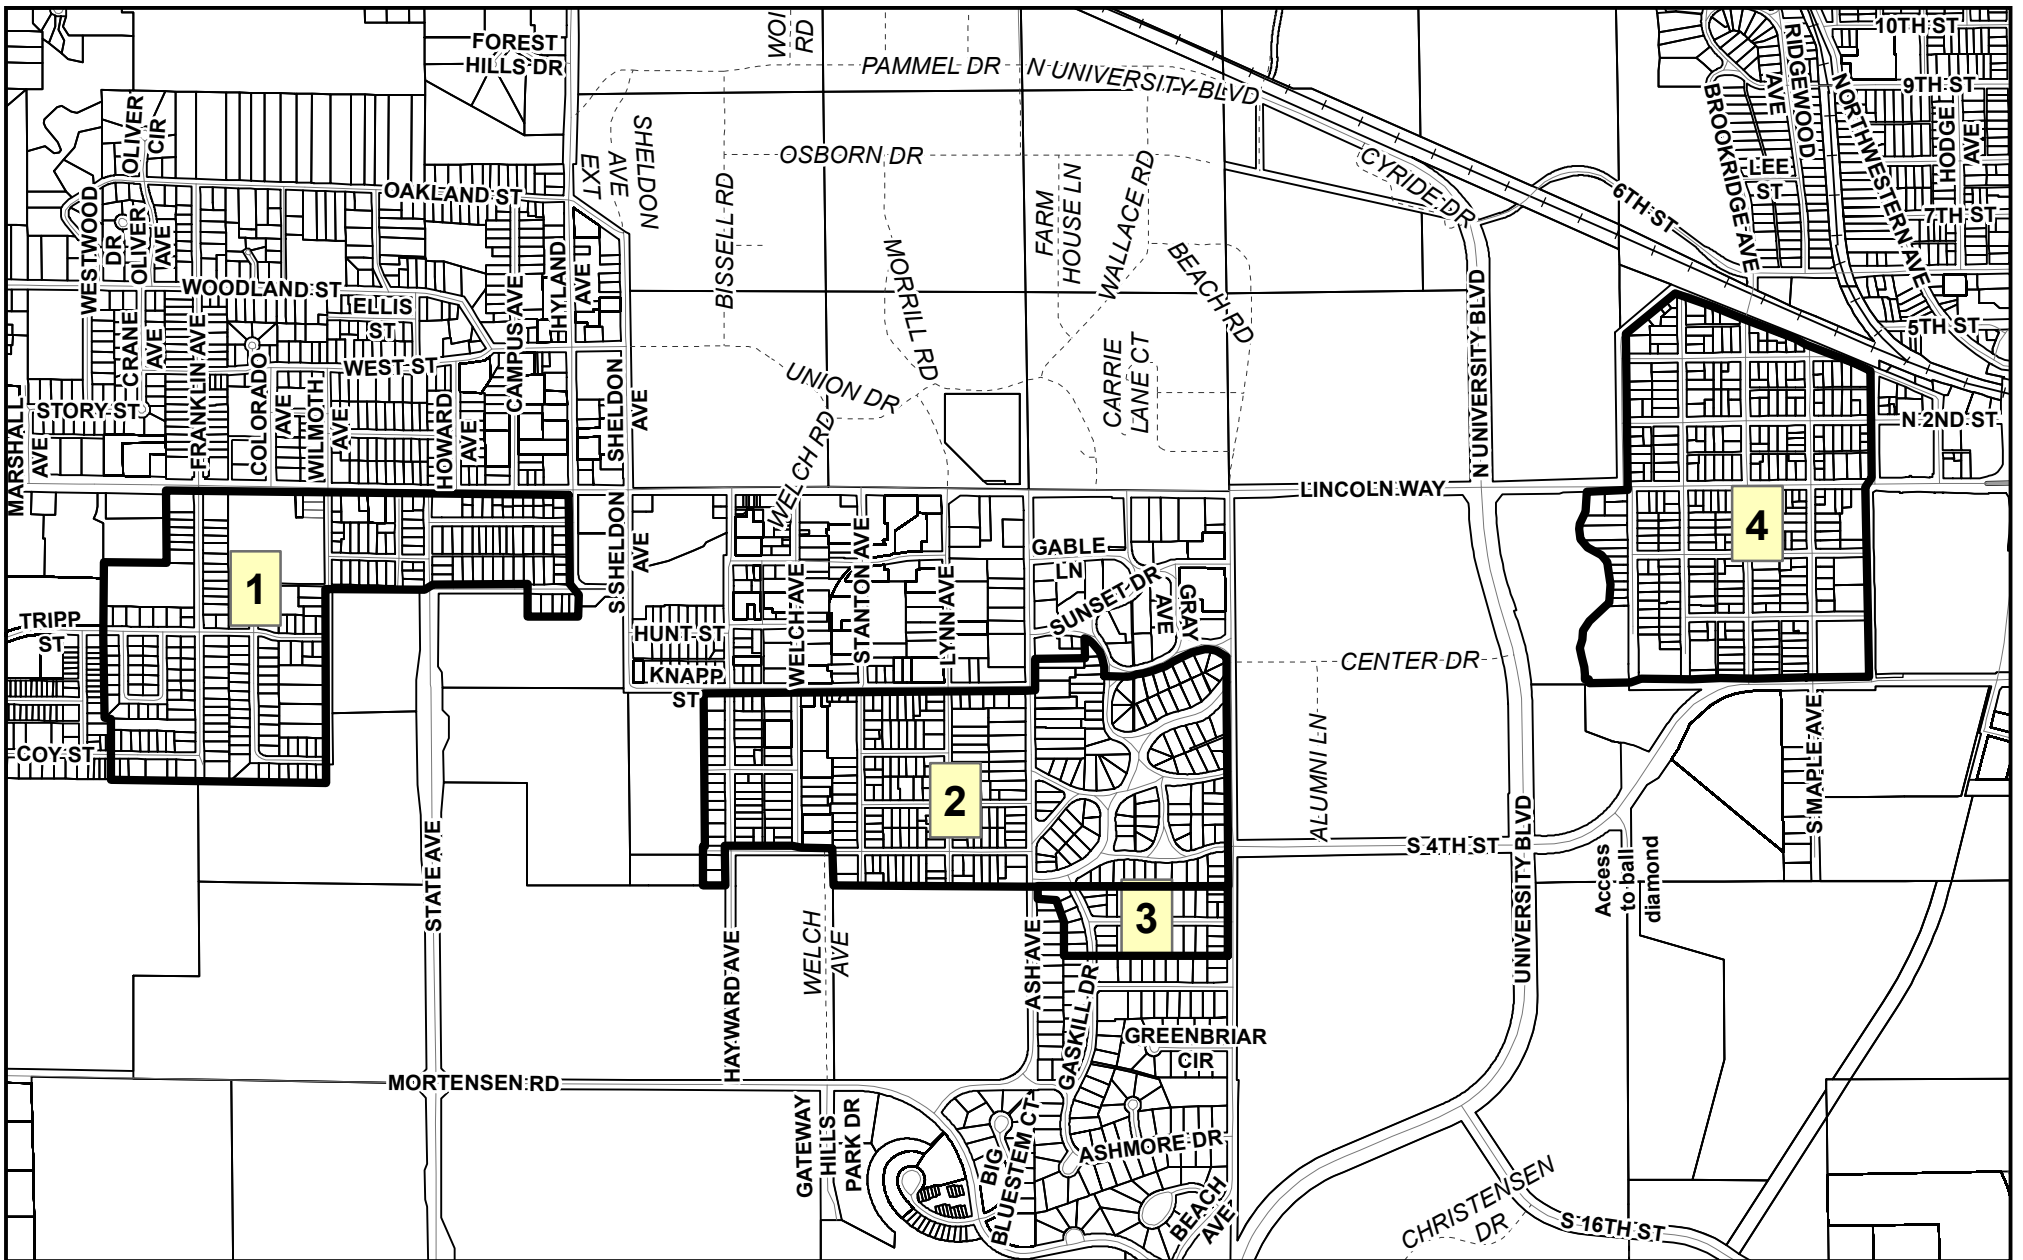 FOREST
HILLS DR
WOI
RD
PAMMEL DR
N UNIVERSITY BLVD
10TH ST
9TH ST
RIDGEWOOD
AVE
NORTHWESTERN AVE
BROOKRIDGE AVE
LEE
ST
7TH ST
5TH ST
OLIVER
CIR
SHELDON
AVE
EXT
OSBORN DR
BISSELL RD
FARM
HOUSE LN
WALLACE RD
CYRIDE DR
6TH ST
OAKLAND ST
WESTWOOD
DR
OLIVER
AVE
HYLAND
AVE
MORRILL RD
BEACH RD
WOODLAND ST
ELLIS
ST
CRANE
AVE
FRANKLIN AVE
CAMPUS AVE
WEST ST
UNION DR
CARRIE
LANE CT
N UNIVERSITY BLVD
COLORADO
AVE
WILMOTH
AVE
HOWARD
AVE
SHELDON
AVE
STORY ST
MARSHALL
AVE
WELCH RD
N 2ND ST
LINCOLN WAY
4
S SHELDON
AVE
GABLE
LN
SUNSET DR
GRAY
AVE
1
TRIPP
ST
HUNT ST
KNAPP
ST
WELCH AVE
STANTON AVE
LYNN AVE
CENTER DR
COY ST
ALUMNI LN
S MAPLE AVE
2
STATE AVE
S 4TH ST
UNIVERSITY BLVD
Access
to ball
diamond
3
HAYWARD AVE
WELCH
AVE
ASH AVE
GASKILL DR
GREENBRIAR
CIR
MORTENSEN RD
GATEWAY
HILLS
PARK DR
BIG
BLUESTEM CT
ASHMORE DR
BEACH
AVE
CHRISTENSEN
DR
S 16TH ST